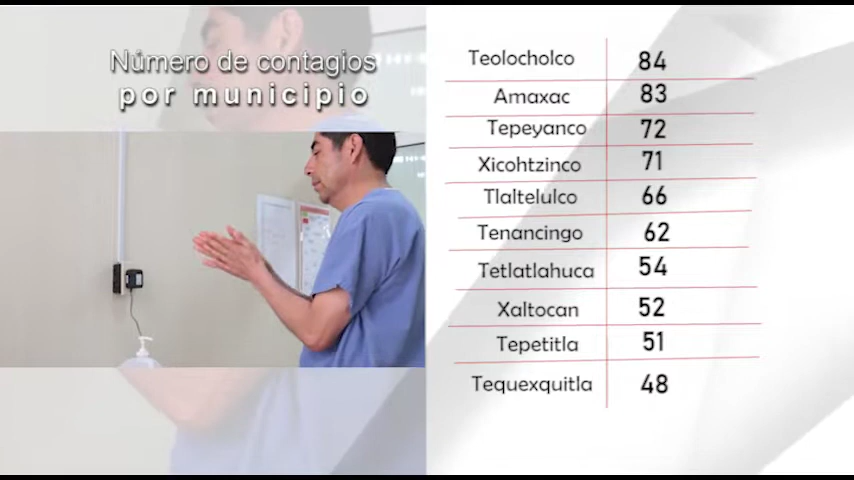 Número de contagios
por municipio
Teolocholco 84
Amaxac 83
Tepeyanco 72
Xicohtzinco 71
Tlaltelulco 66
Tenancingo 62
Tetlatlahuca 54
Xaltocan 52
Tepetitla 51
Tequexquitla 48